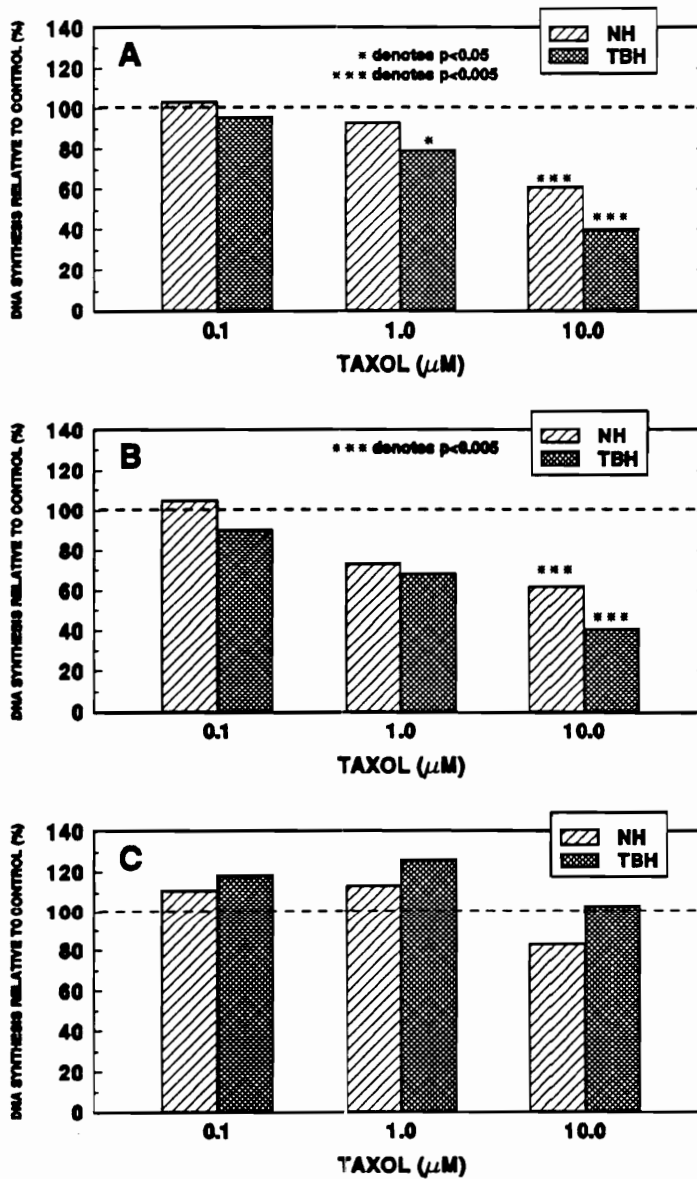 140
120
100
80
60
40
20
0
DNA SYNTHESIS RELATIVE TO CONTROL (%)
A
* denotes p<0.05
*** denotes p<0.005
NH
TBH
*
***
***
0.1 1.0 10.0
TAXOL (μM)
140
120
100
80
60
40
20
0
DNA SYNTHESIS RELATIVE TO CONTROL (%)
B
*** denotes p<0.005
NH
TBH
***
***
0.1 1.0 10.0
TAXOL (μM)
140
120
100
80
60
40
20
0
DNA SYNTHESIS RELATIVE TO CONTROL (%)
C
NH
TBH
0.1 1.0 10.0
TAXOL (μM)